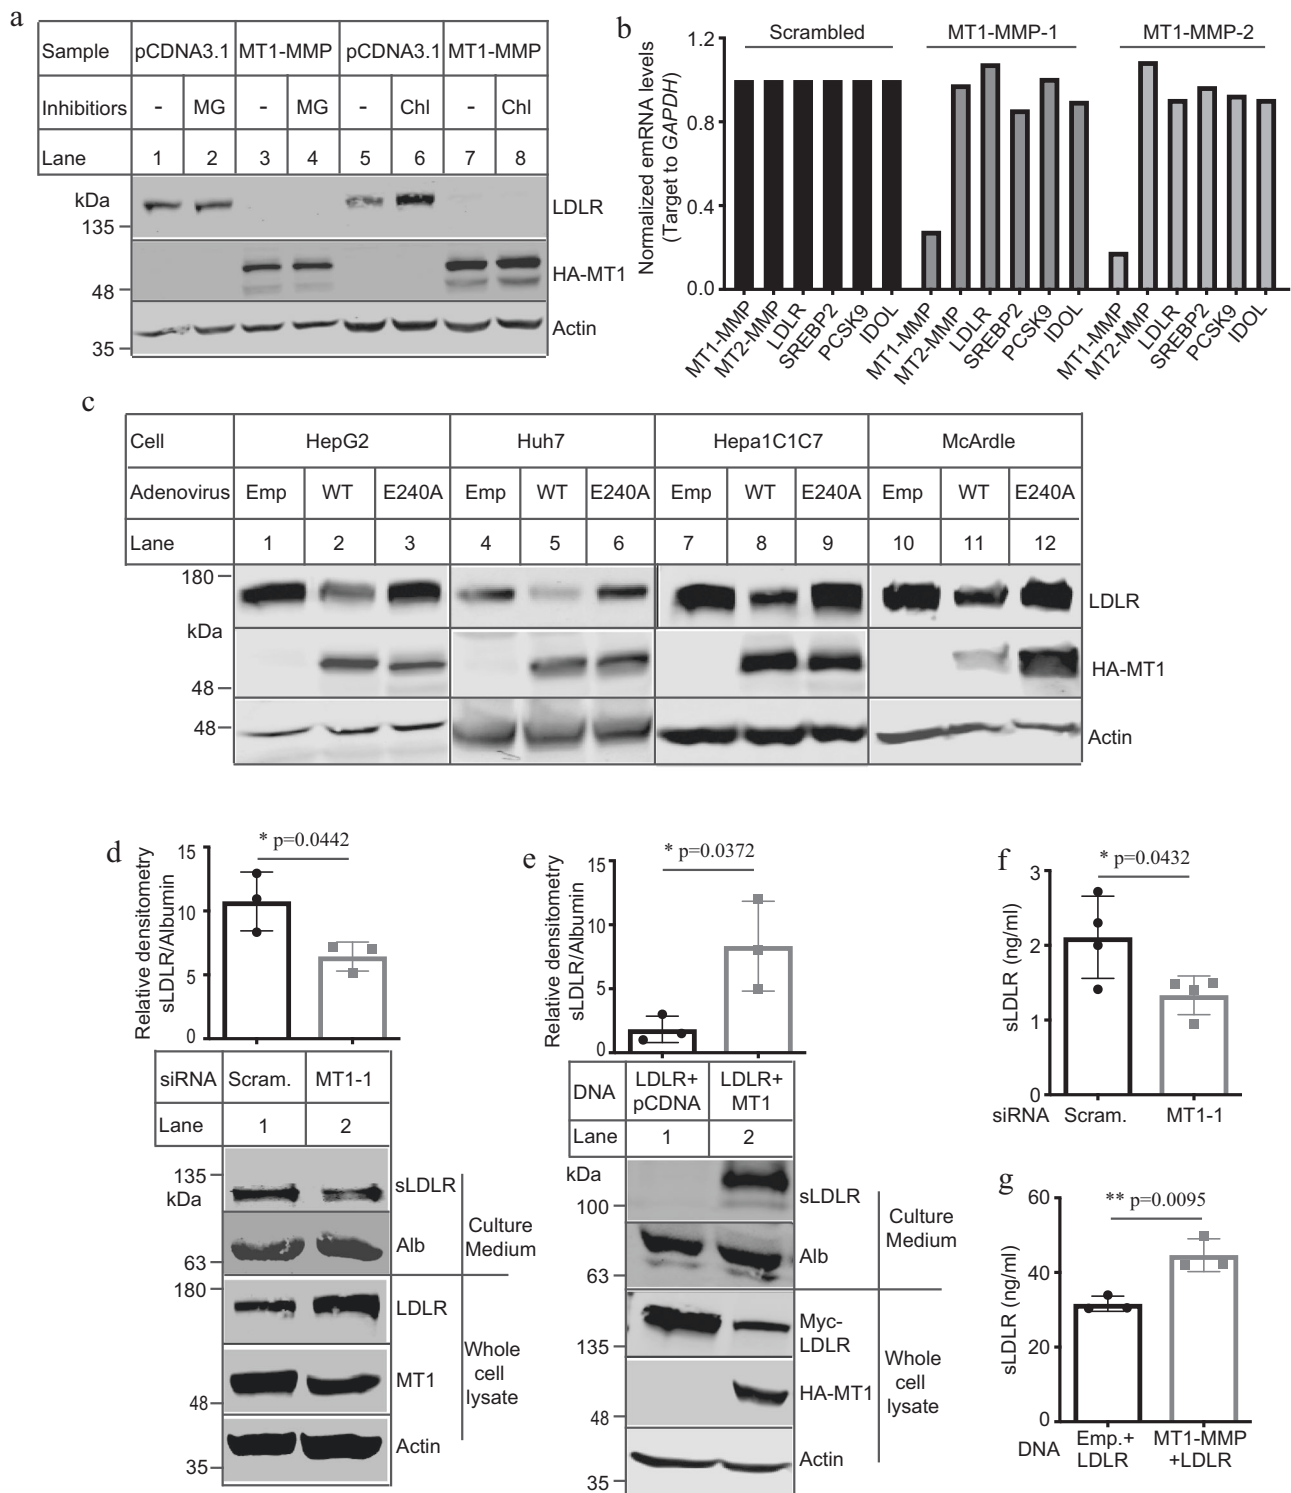 a
Sample pCDNA3.1 MT1-MMP pCDNA3.1 MT1-MMP
Inhibitiors - MG - MG - Chl - Chl
Lane 1 2 3 4 5 6 7 8
kDa
135
LDLR
48
HA-MT1
35
Actin
b
Normalized emRNA levels
(Target to GAPDH)
1.2
0.8
0.4
0.0
Scrambled MT1-MMP-1 MT1-MMP-2
MT1-MMP MT2-MMP LDLR SREBP2 PCSK9 IDOL MT1-MMP MT2-MMP LDLR SREBP2 PCSK9 IDOL MT1-MMP MT2-MMP LDLR SREBP2 PCSK9 IDOL
c
Cell HepG2 Huh7 Hepa1C1C7 McArdle
Adenovirus Emp WT E240A Emp WT E240A Emp WT E240A Emp WT E240A
Lane 1 2 3 4 5 6 7 8 9 10 11 12
180
LDLR
kDa
48
HA-MT1
48
Actin
d
Relative densitometry
sLDLR/Albumin
15
10
5
0
* p=0.0442
siRNA Scram. MT1-1
Lane 1 2
135
kDa
sLDLR
63
Alb
Culture
Medium
180
LDLR
48
MT1
35
Actin
Whole
cell
lysate
e
Relative densitometry
sLDLR/Albumin
15
10
5
0
* p=0.0372
DNA LDLR+ LDLR+
pCDNA MT1
Lane 1 2
kDa
100
sLDLR
63
Alb
Culture
Medium
135
Myc-
LDLR
48
HA-MT1
35
Actin
Whole
cell
lysate
f
sLDLR (ng/ml)
3
2
1
0
* p=0.0432
siRNA Scram. MT1-1
g
sLDLR (ng/ml)
60
40
20
0
** p=0.0095
DNA Emp.+ MT1-MMP
LDLR +LDLR